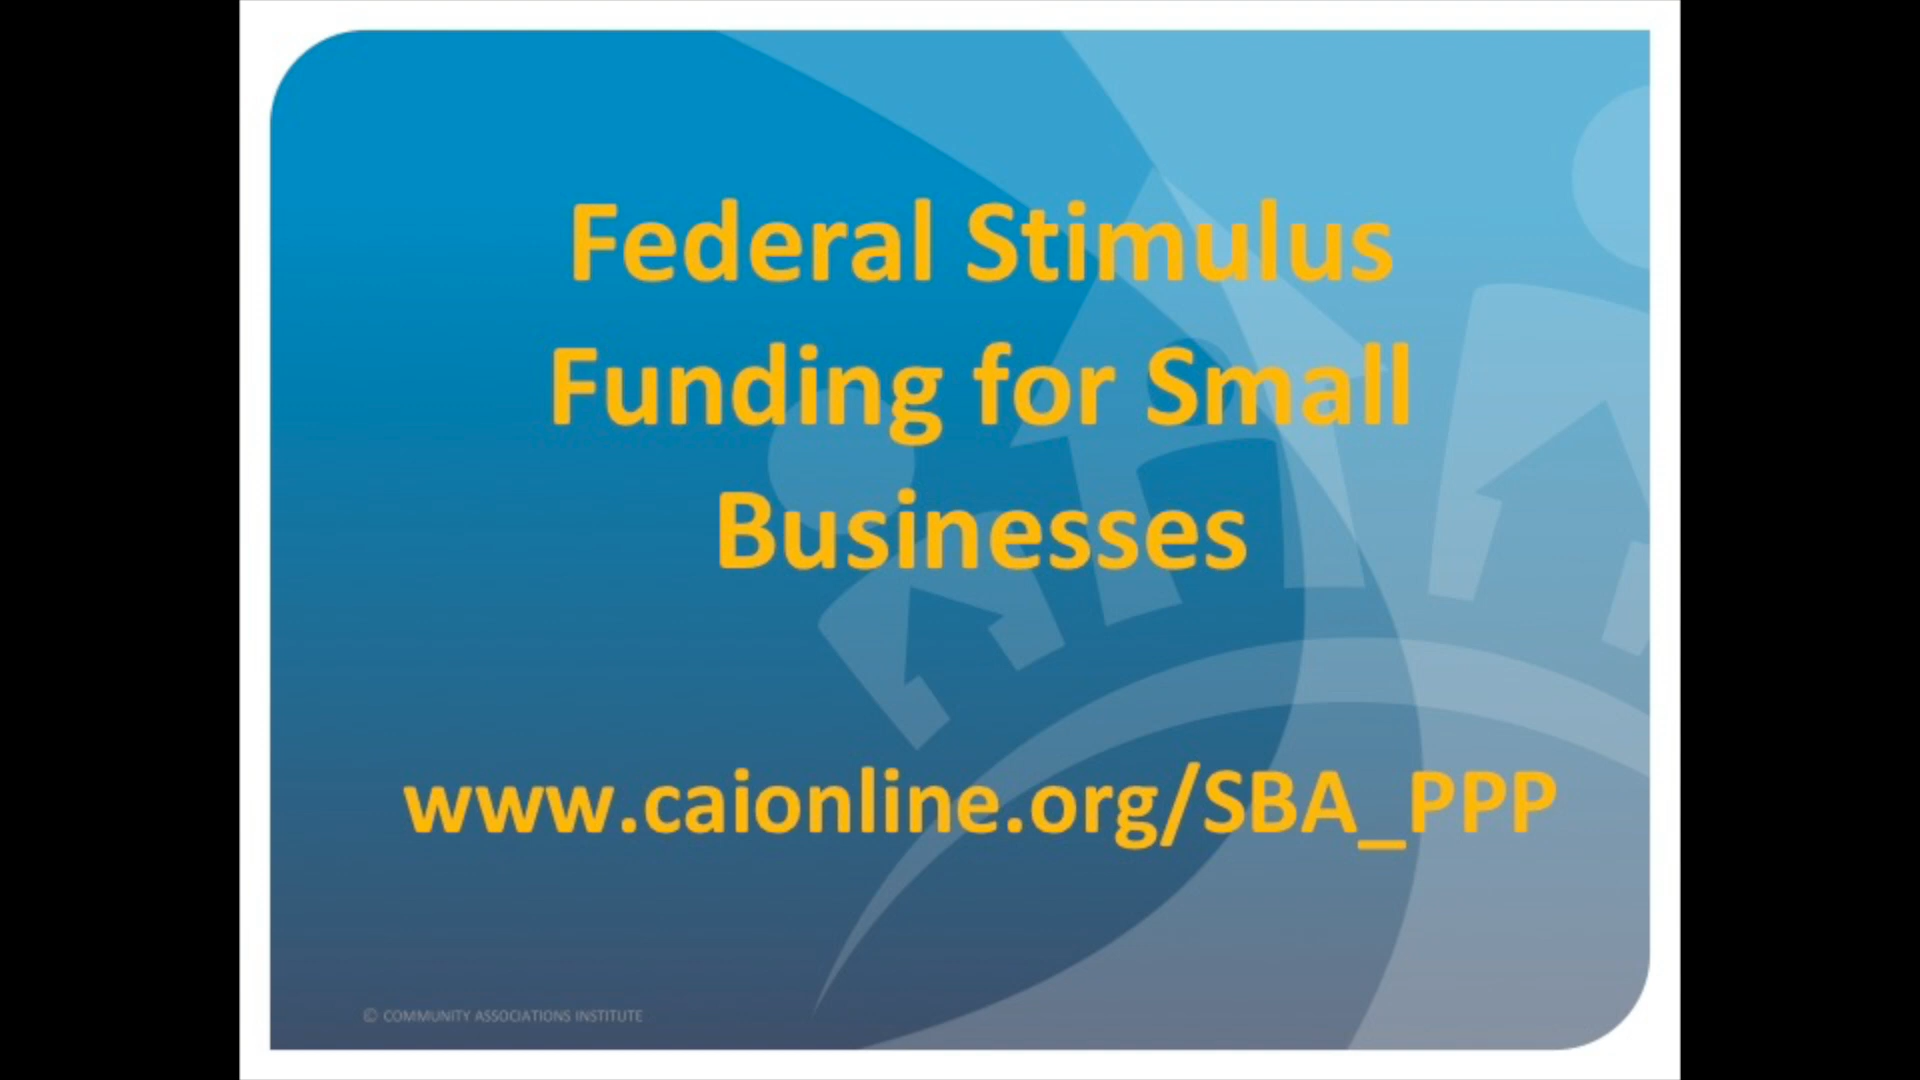 Federal Stimulus
Funding for Small
Businesses
www.caionline.org/SBA_PPP
© COMMUNITY ASSOCIATIONS INSTITUTE